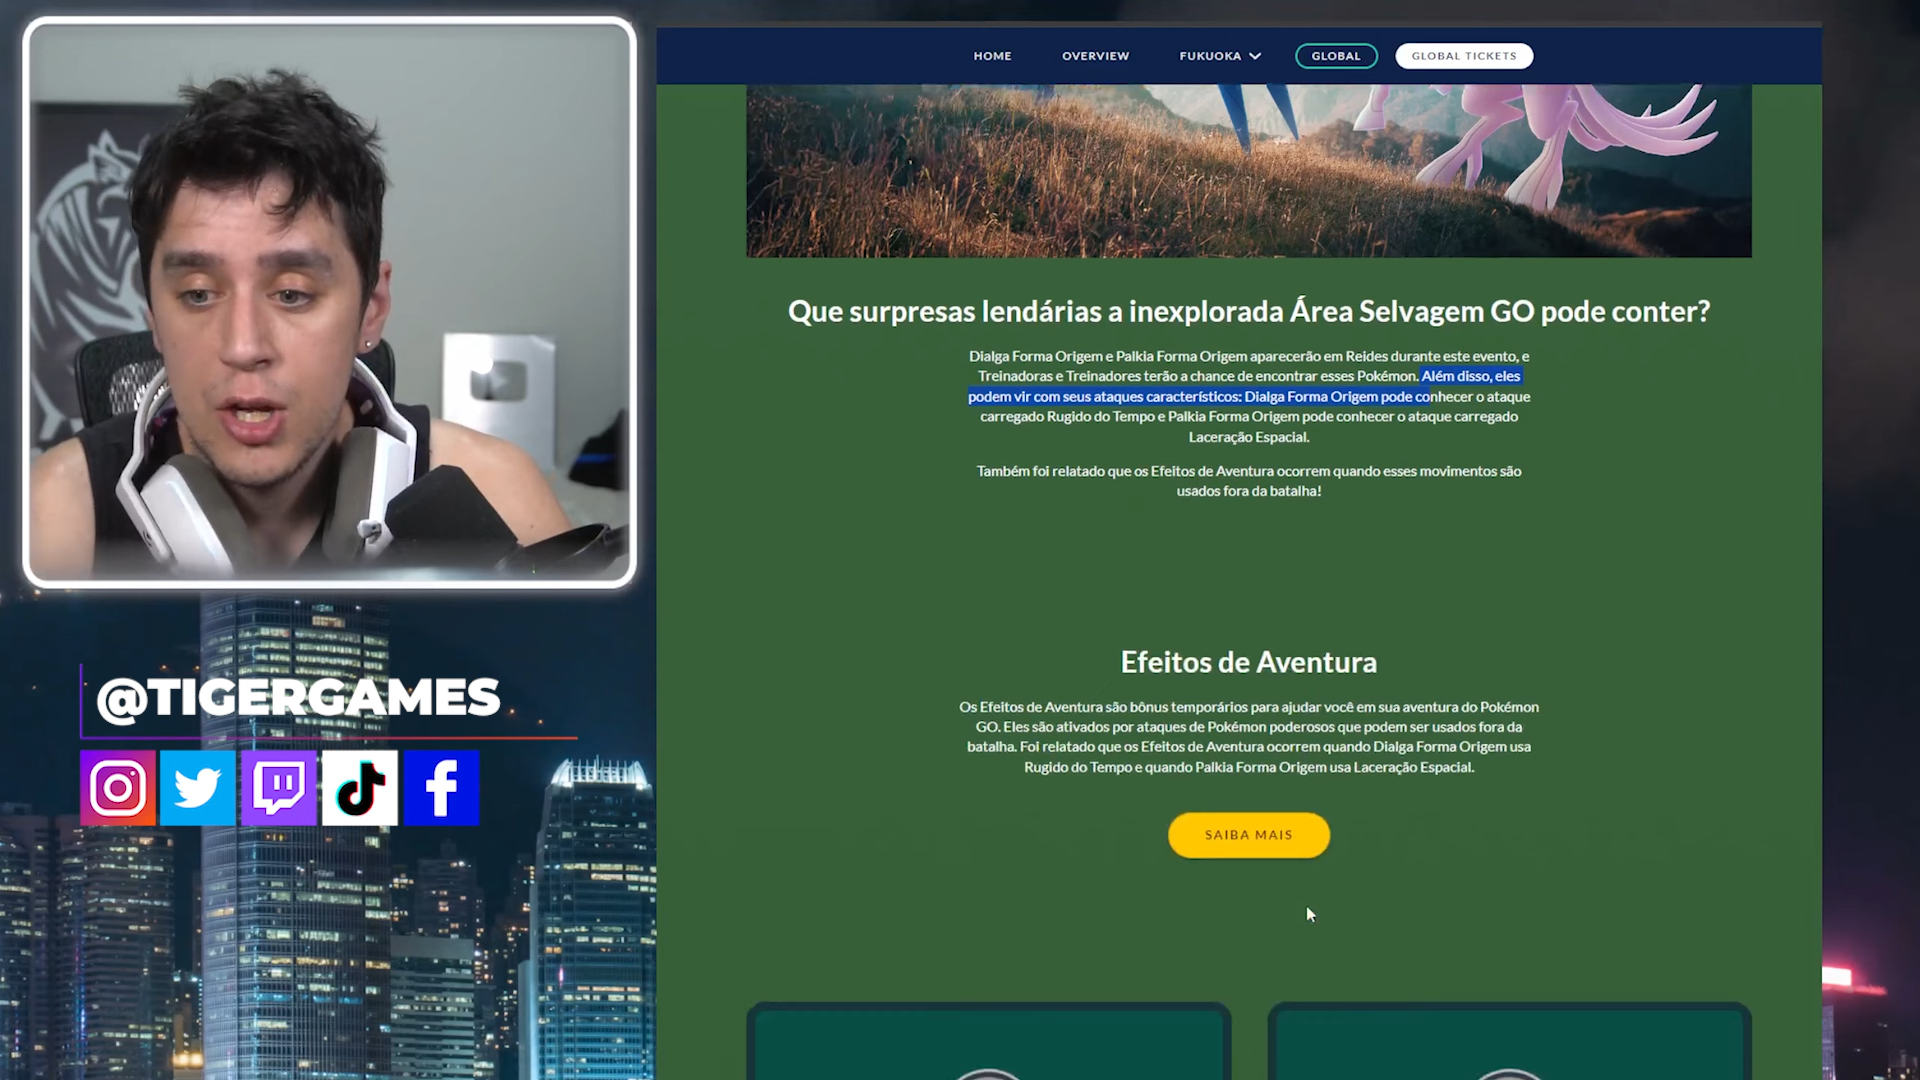 HOME
OVERVIEW
FUKUOKA
GLOBAL
GLOBAL TICKETS
Que surpresas lendárias a inexplorada Área Selvagem GO pode conter?
Dialga Forma Origem e Palkia Forma Origem aparecerão em Reides durante este evento, e
Treinadoras e Treinadores terão a chance de encontrar esses Pokémon. Além disso, eles
podem vir com seus ataques característicos: Dialga Forma Origem pode conhecer o ataque
carregado Rugido do Tempo e Palkia Forma Origem pode conhecer o ataque carregado
Laceração Espacial.
Também foi relatado que os Efeitos de Aventura ocorrem quando esses movimentos são
usados fora da batalha!
Efeitos de Aventura
Os Efeitos de Aventura são bônus temporários para ajudar você em sua aventura do Pokémon
GO. Eles são ativados por ataques de Pokémon poderosos que podem ser usados fora da
batalha. Foi relatado que os Efeitos de Aventura ocorrem quando Dialga Forma Origem usa
Rugido do Tempo e quando Palkia Forma Origem usa Laceração Espacial.
SAIBA MAIS
@TIGERGAMES